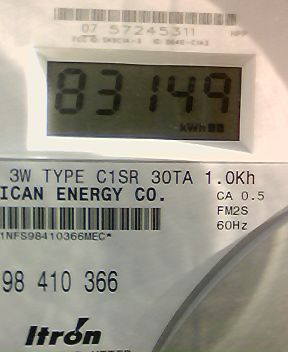 07 57245311
83149
kWh
3W TYPE C1SR 30TA 1.0Kh
ICAN ENERGY CO.
CA 0.5
FM2S
60Hz
1NFS98410366MEC*
98 410 366
Itrón